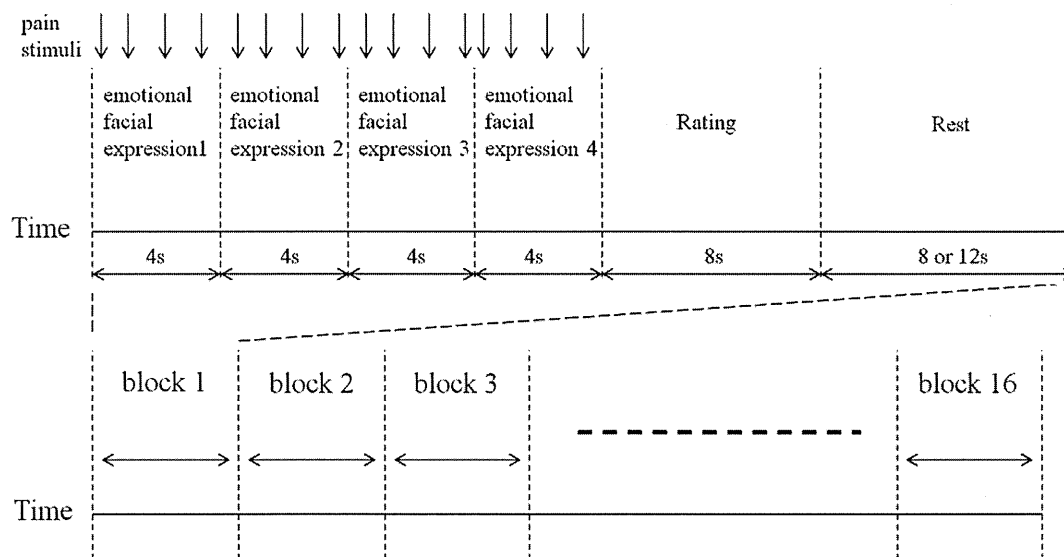 pain
stimuli
emotional
facial
expression1
emotional
facial
expression 2
emotional
facial
expression 3
emotional
facial
expression 4
Rating
Rest
Time
4s
4s
4s
4s
8s
8 or 12s
block 1
block 2
block 3
block 16
Time